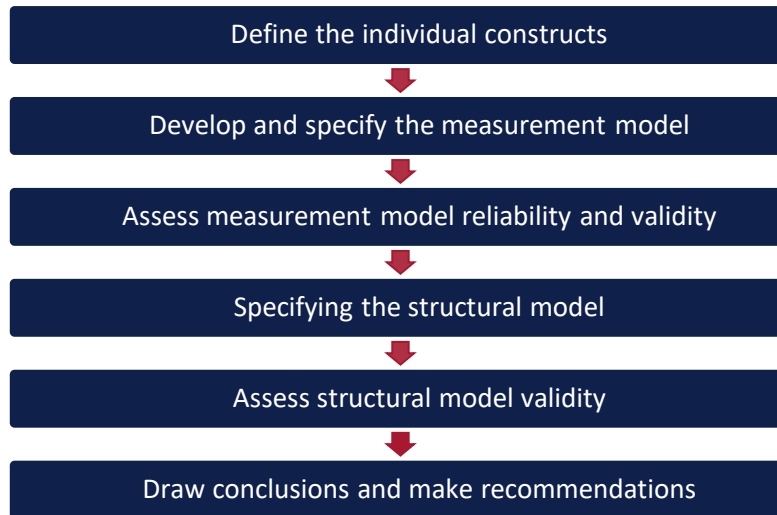 Define the individual constructs
Develop and specify the measurement model
Assess measurement model reliability and validity
Specifying the structural model
Assess structural model validity
Draw conclusions and make recommendations